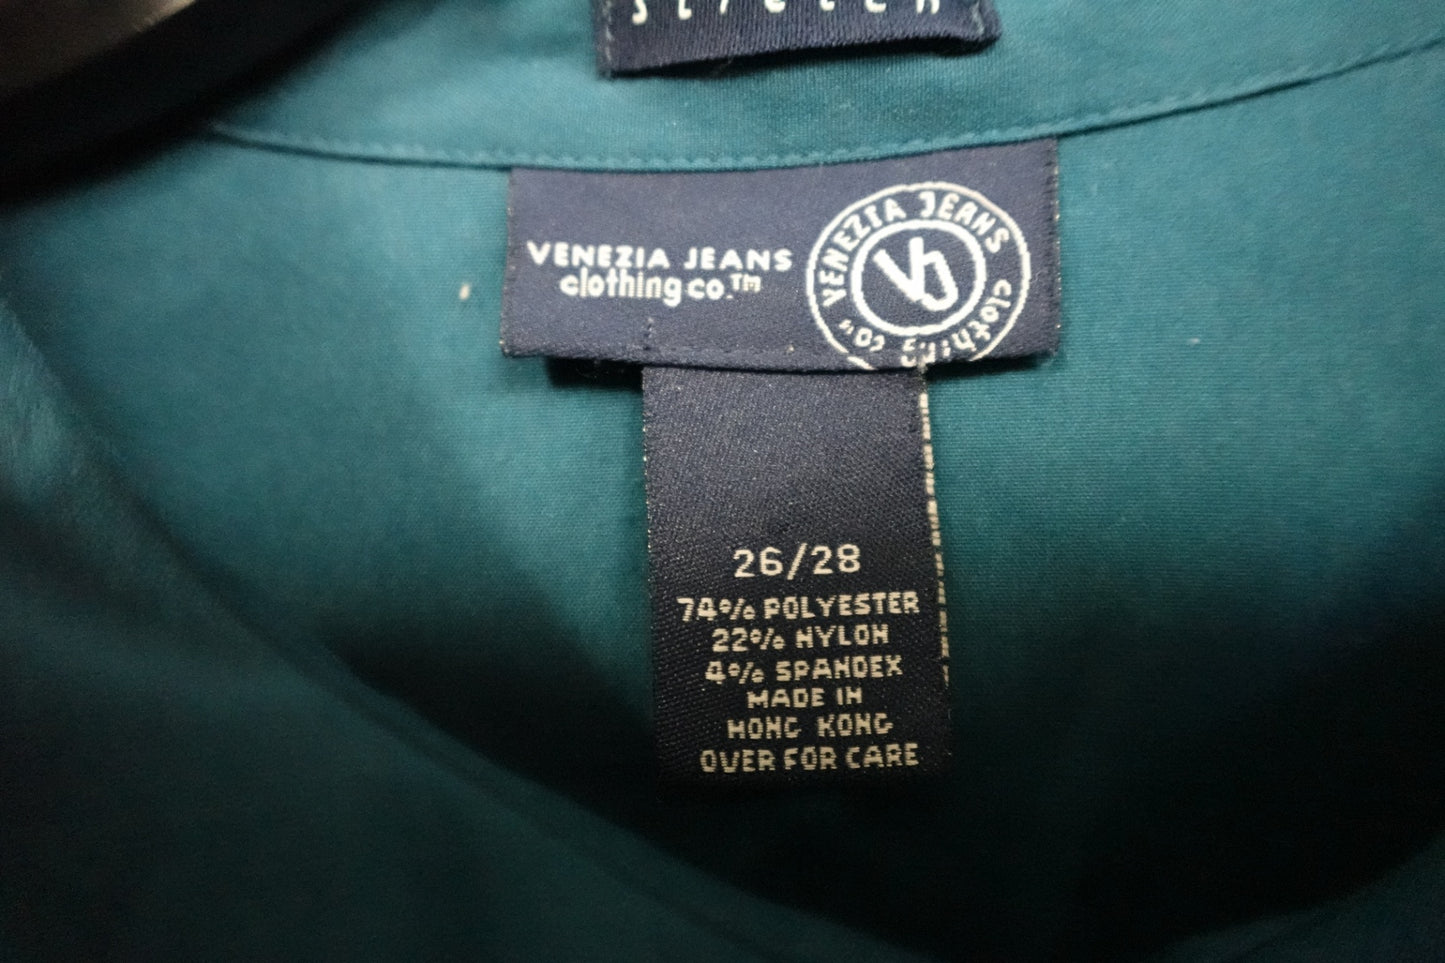 stretch
VENEZIA JEANS
clothing co.™
VENEZIA JEANS clothing co.
VJ
26/28
74% POLYESTER
22% NYLON
4% SPANDEX
MADE IN
HONG KONG
OVER FOR CARE